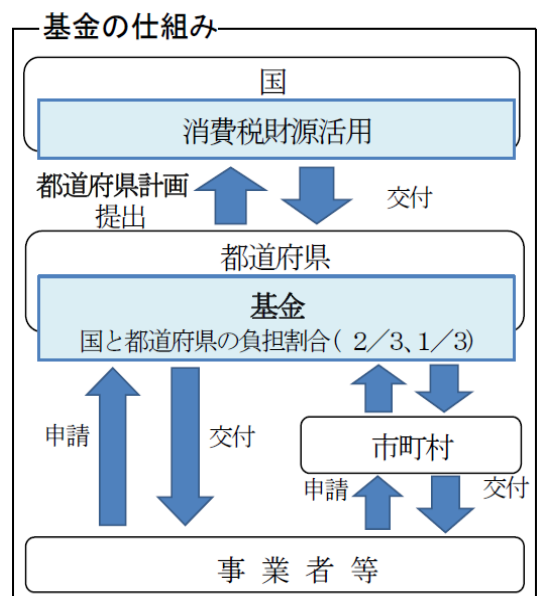 基金の仕組み
国
消費税財源活用
都道府県計画
提出
交付
都道府県
基金
国と都道府県の負担割合( 2/3、1/3)
申請
交付
市町村
申請
交付
事 業 者 等